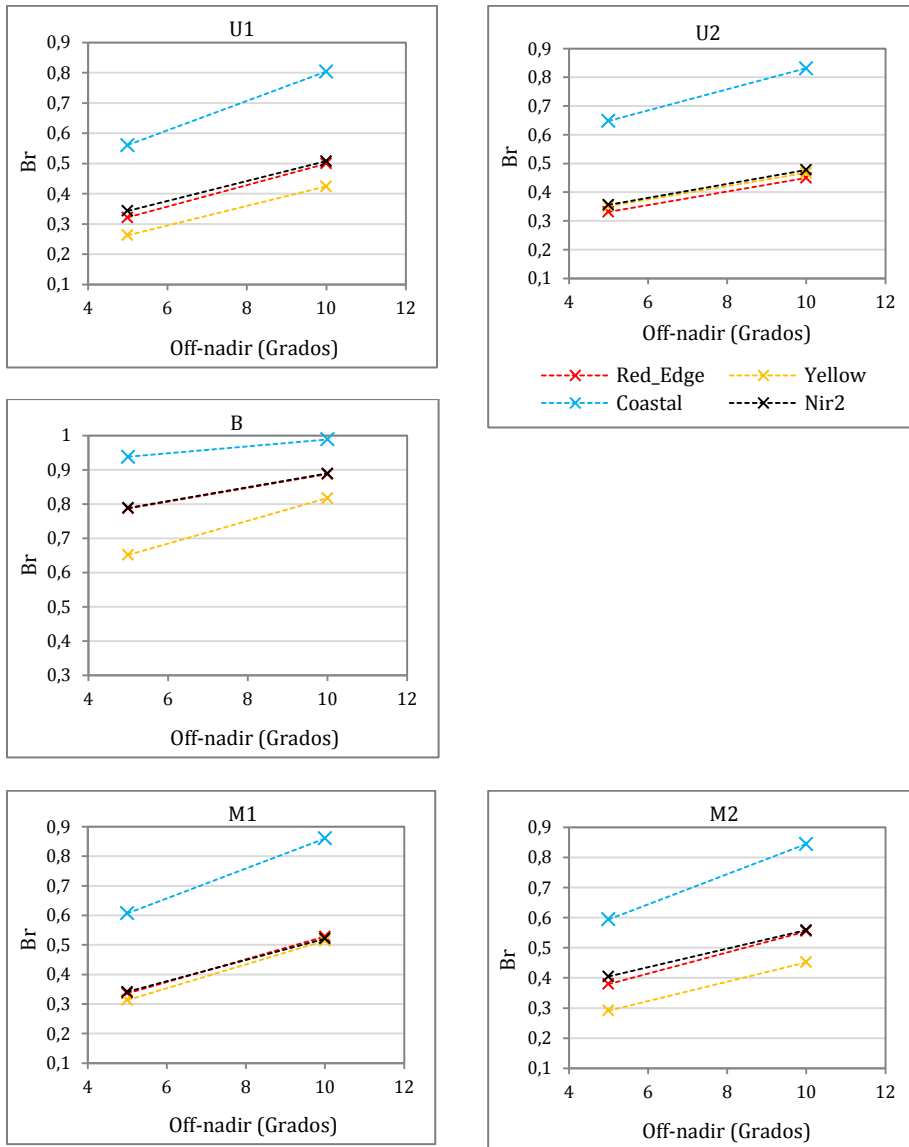 U1
0,9
0,8
0,7
0,6
0,5
0,4
0,3
0,2
0,1
Br
4 6 8 10 12
Off-nadir (Grados)
U2
0,9
0,8
0,7
0,6
0,5
0,4
0,3
0,2
0,1
Br
4 6 8 10 12
Off-nadir (Grados)
Red_Edge Yellow
Coastal Nir2
B
1
0,9
0,8
0,7
0,6
0,5
0,4
0,3
Br
4 6 8 10 12
Off-nadir (Grados)
M1
0,9
0,8
0,7
0,6
0,5
0,4
0,3
0,2
0,1
Br
4 6 8 10 12
Off-nadir (Grados)
M2
0,9
0,8
0,7
0,6
0,5
0,4
0,3
0,2
0,1
Br
4 6 8 10 12
Off-nadir (Grados)